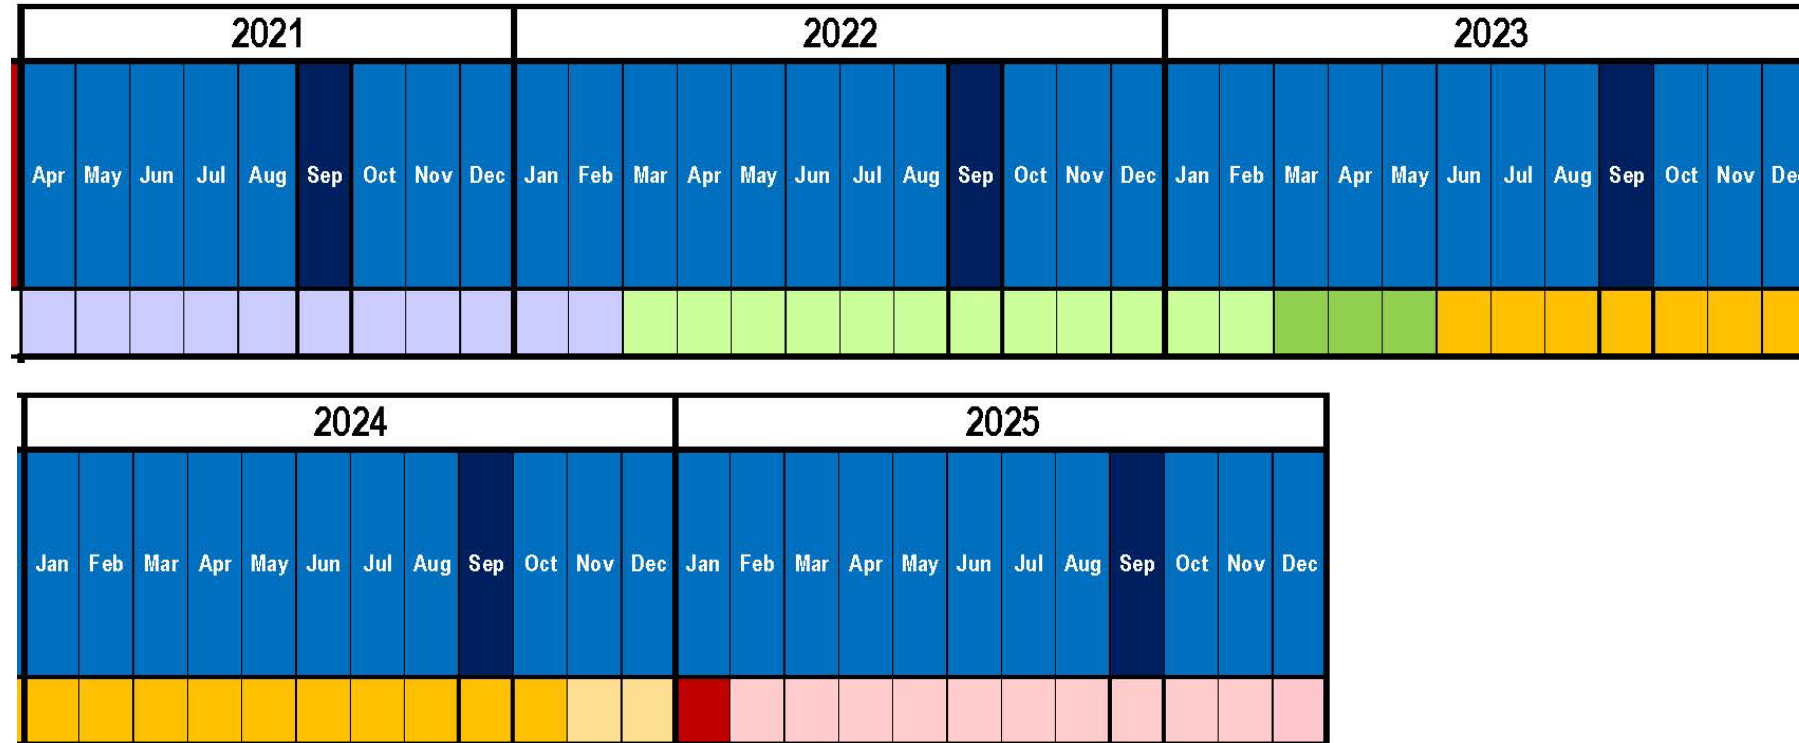 2021 2022 2023
Apr May Jun Jul Aug Sep Oct Nov Dec Jan Feb Mar Apr May Jun Jul Aug Sep Oct Nov Dec Jan Feb Mar Apr May Jun Jul Aug Sep Oct Nov Dec
2024 2025
Jan Feb Mar Apr May Jun Jul Aug Sep Oct Nov Dec Jan Feb Mar Apr May Jun Jul Aug Sep Oct Nov Dec